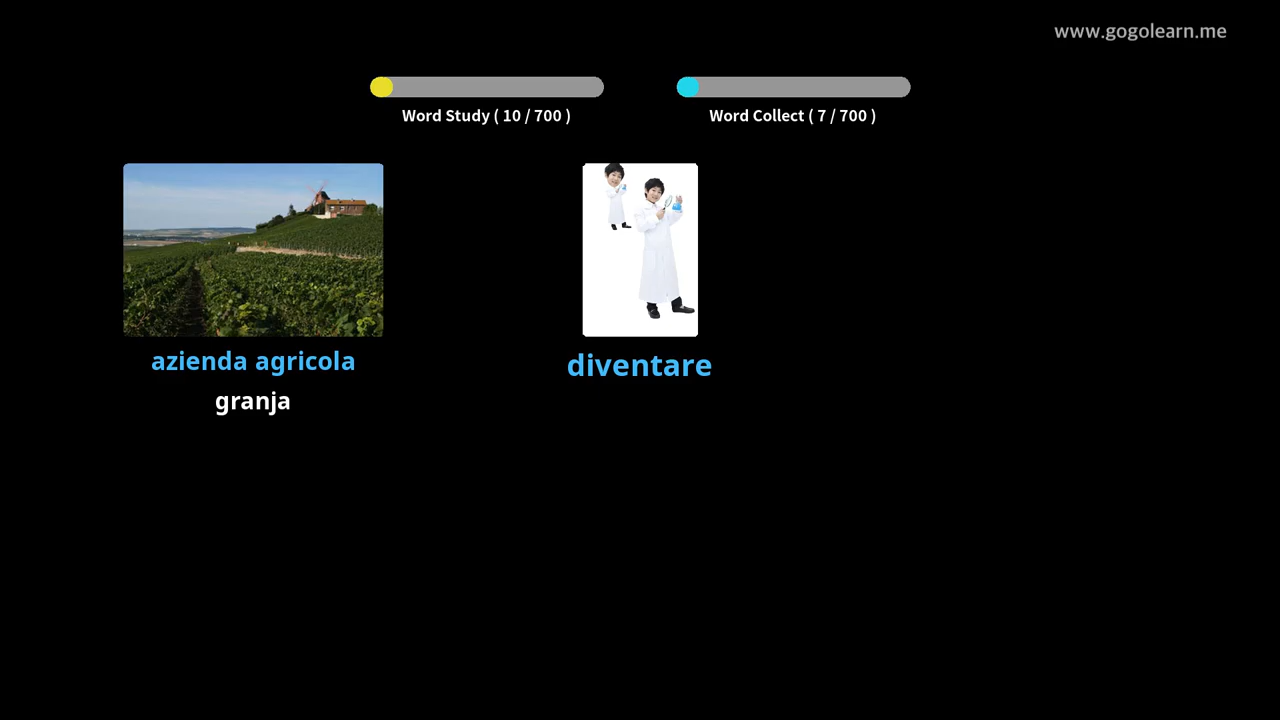 www.gogolearn.me
Word Study ( 10 / 700 )
Word Collect ( 7 / 700 )
azienda agricola
granja
diventare